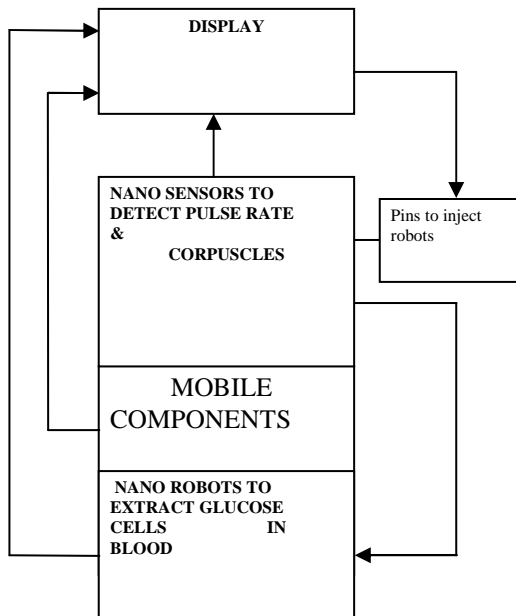 DISPLAY
NANO SENSORS TO
DETECT PULSE RATE
&
CORPUSCLES
Pins to inject
robots
MOBILE
COMPONENTS
NANO ROBOTS TO
EXTRACT GLUCOSE
CELLS IN
BLOOD